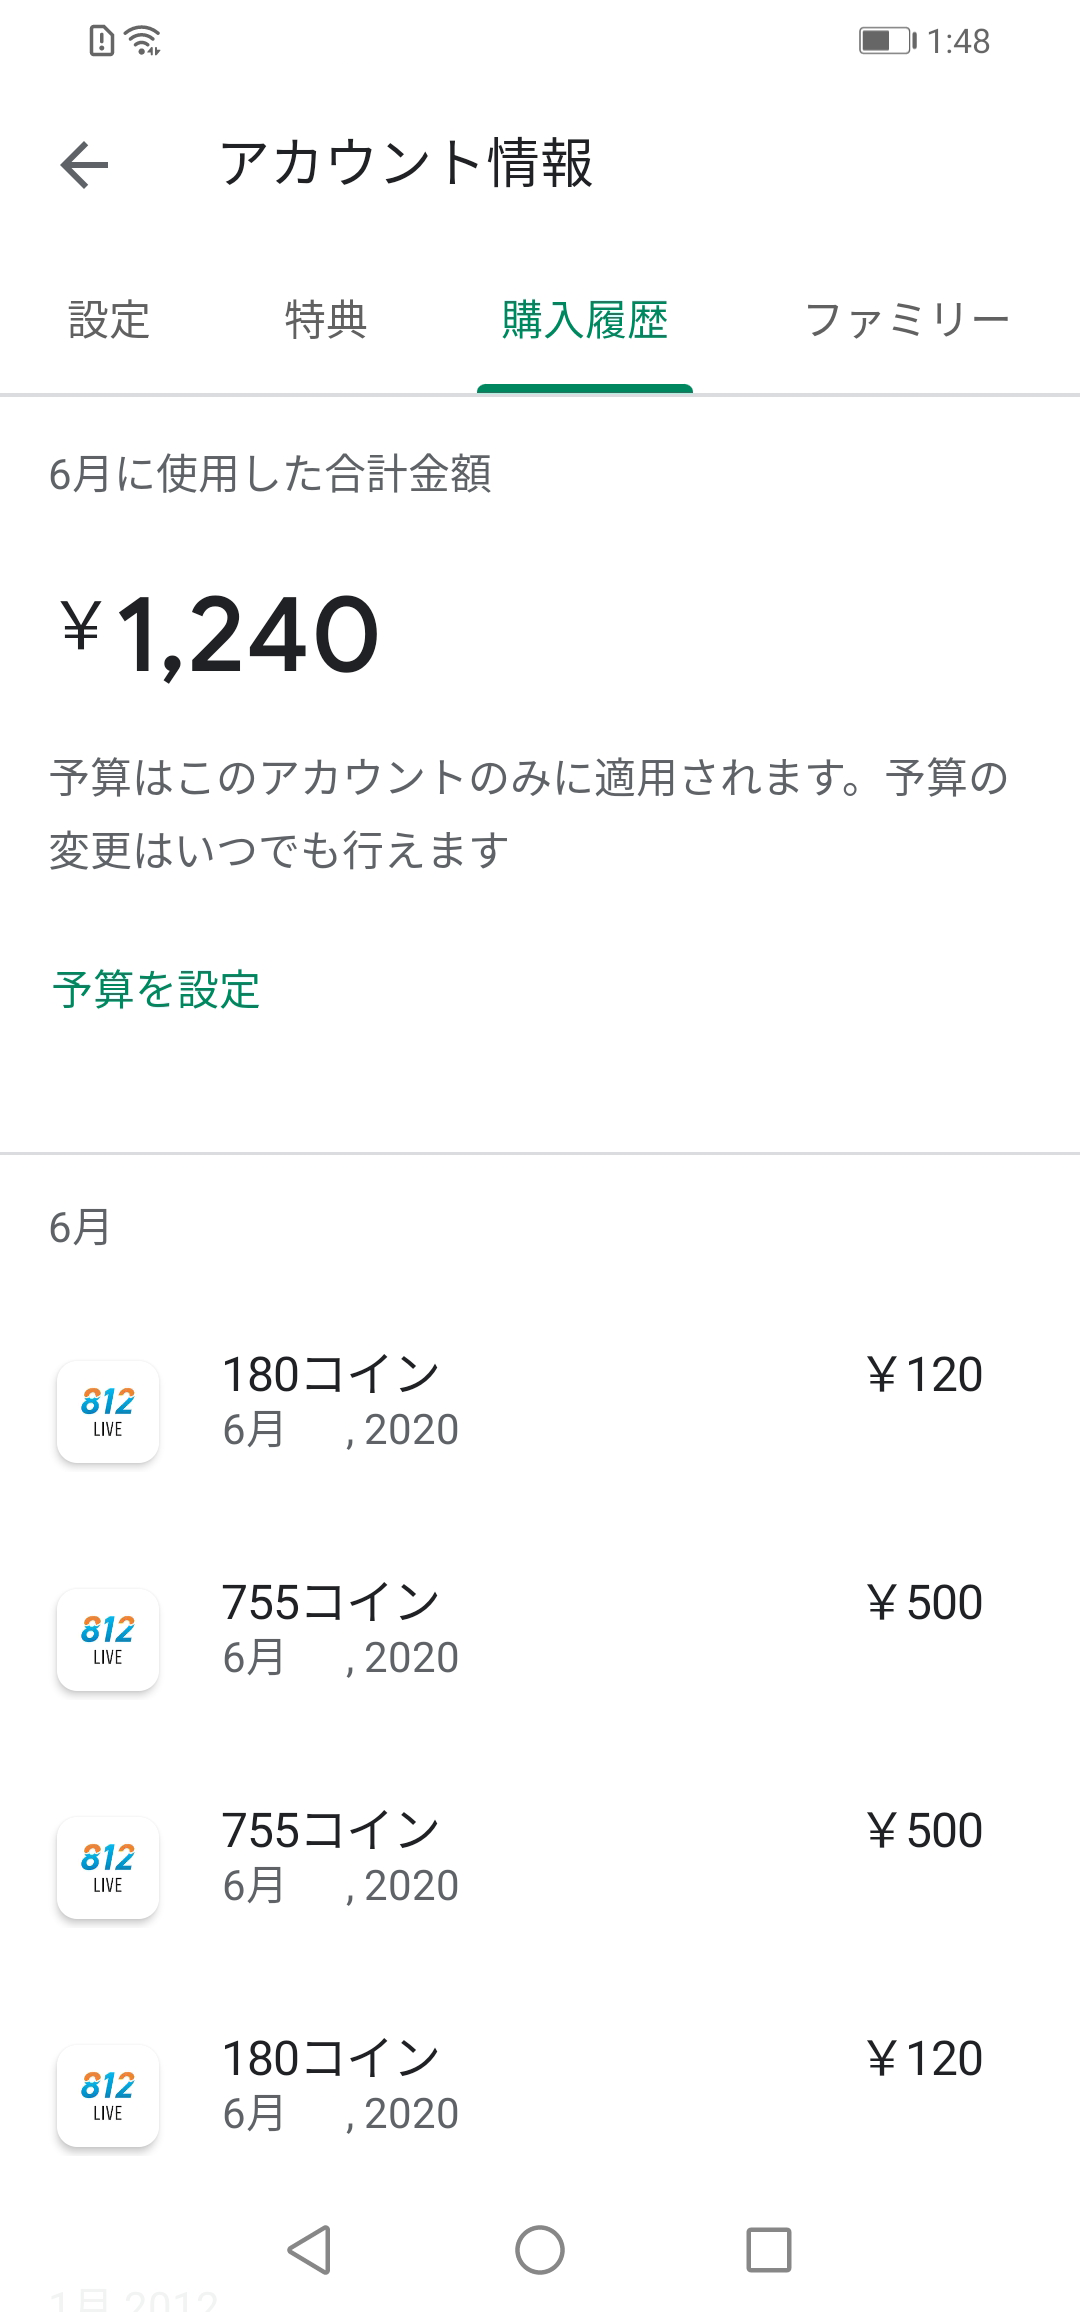 1:48
アカウント情報
設定 特典 購入履歴 ファミリー
6月に使用した合計金額
￥1,240
予算はこのアカウントのみに適用されます。予算の
変更はいつでも行えます
予算を設定
6月
812 LIVE
180コイン ￥120
6月 , 2020
812 LIVE
755コイン ￥500
6月 , 2020
812 LIVE
755コイン ￥500
6月 , 2020
812 LIVE
180コイン ￥120
6月 , 2020
1月 2012